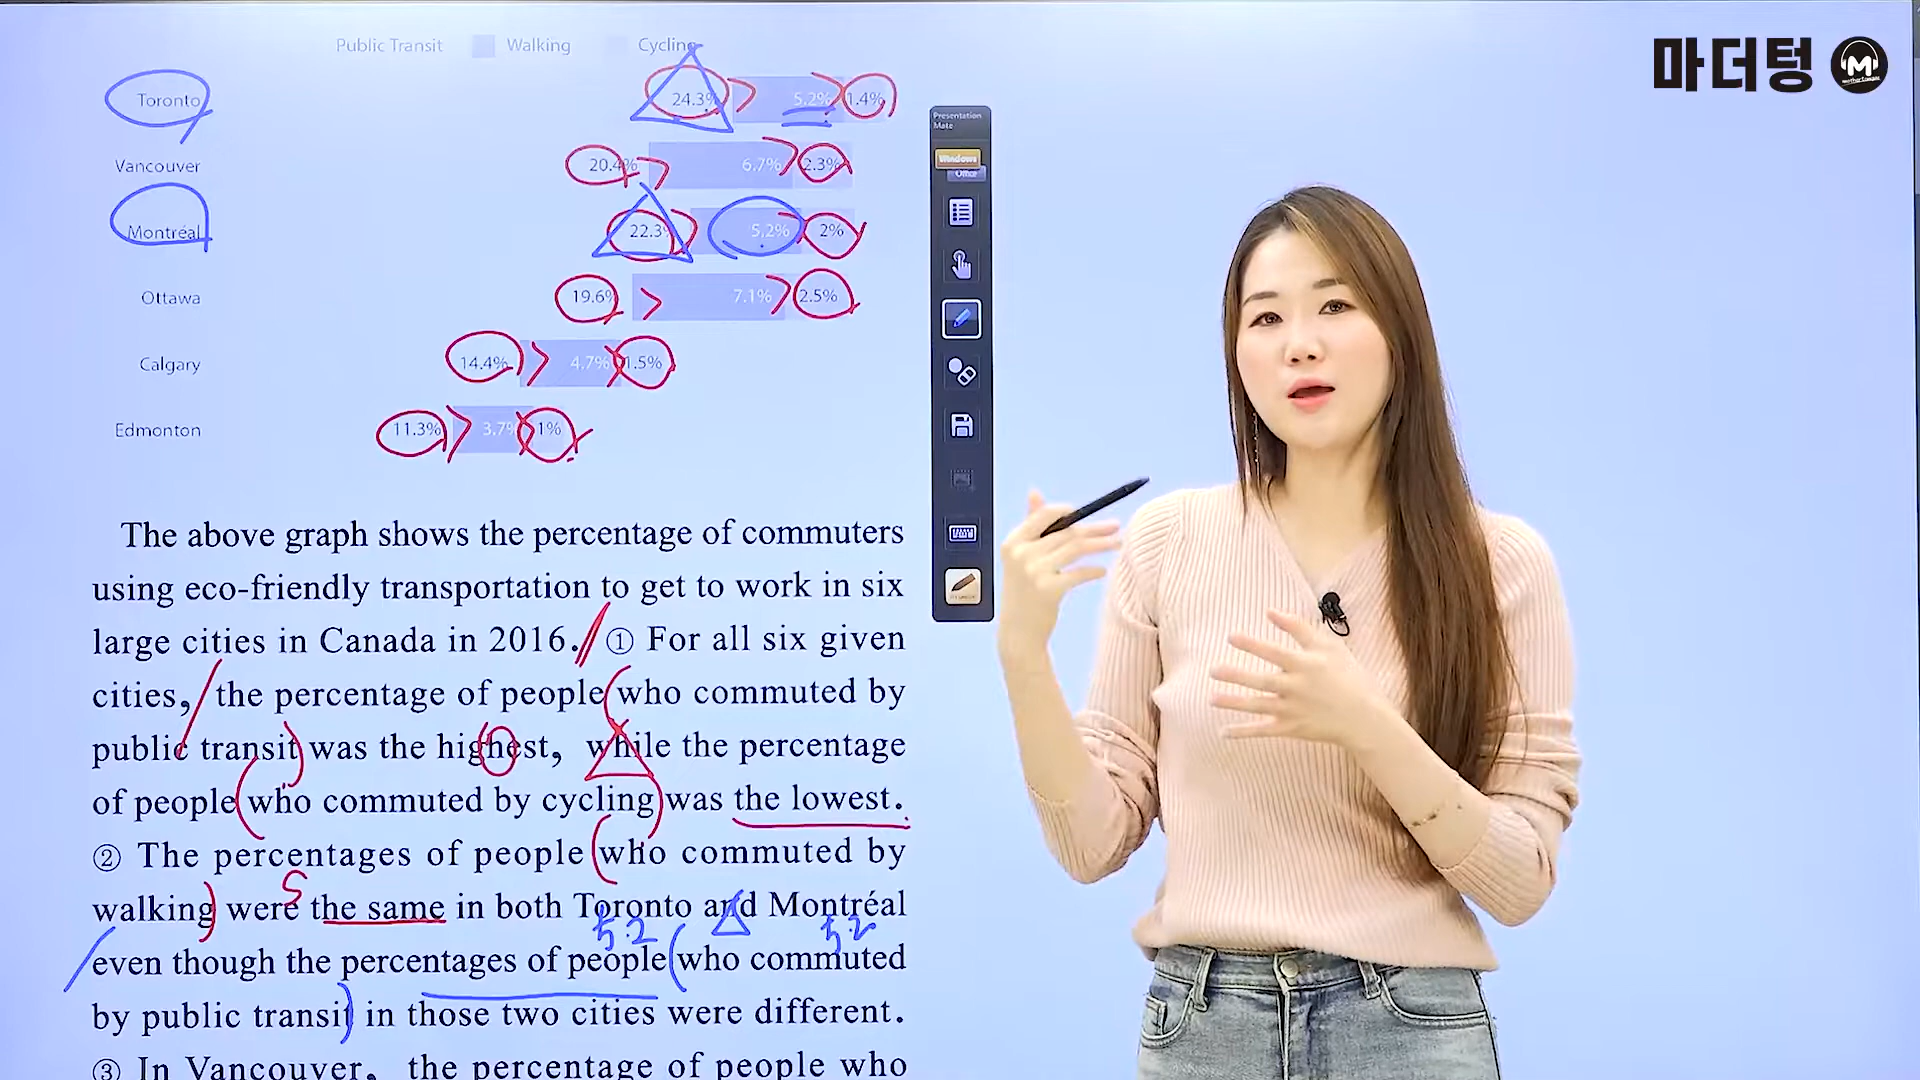 Public Transit Walking Cycling
마더텅 M
Toronto 24.3% 5.2% 1.4%
Presentation
Mate
Vancouver 20.4% 6.7% 2.3%
Windows
Office
Montréal 22.3% 5.2% 2%
Ottawa 19.6% 7.1% 2.5%
Calgary 14.4% 4.7% 1.5%
Edmonton 11.3% 3.7% 1%
The above graph shows the percentage of commuters
using eco-friendly transportation to get to work in six
large cities in Canada in 2016. ① For all six given
cities, the percentage of people who commuted by
public transit was the highest, while the percentage
of people who commuted by cycling was the lowest.
② The percentages of people who commuted by
walking were the same in both Toronto and Montréal
5.2 5.2
even though the percentages of people who commuted
by public transit in those two cities were different.
③ In Vancouver, the percentage of people who